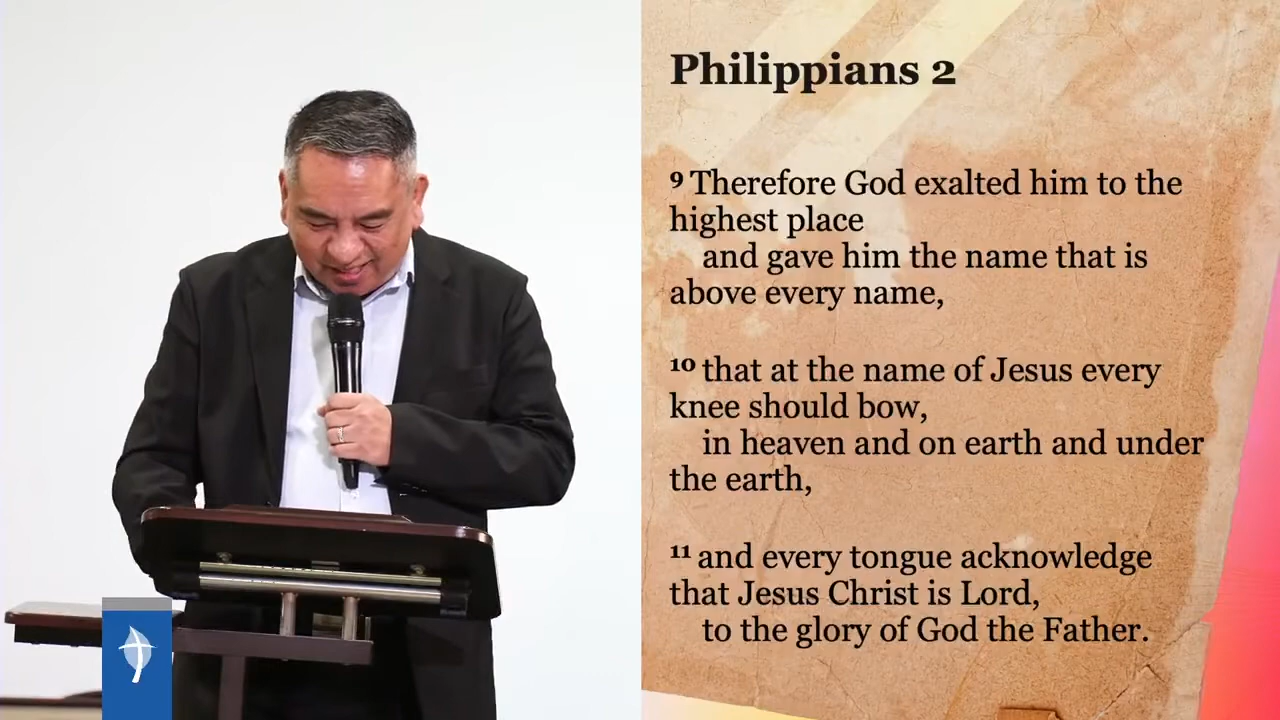 Philippians 2
9 Therefore God exalted him to the
highest place
and gave him the name that is
above every name,
10 that at the name of Jesus every
knee should bow,
in heaven and on earth and under
the earth,
11 and every tongue acknowledge
that Jesus Christ is Lord,
to the glory of God the Father.